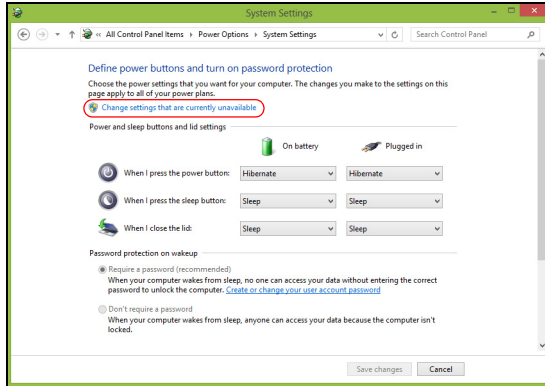 System Settings
« All Control Panel Items › Power Options › System Settings
Search Control Panel
Define power buttons and turn on password protection
Choose the power settings that you want for your computer. The changes you make to the settings on this
page apply to all of your power plans.
Change settings that are currently unavailable
Power and sleep buttons and lid settings
On battery Plugged in
When I press the power button: Hibernate Hibernate
When I press the sleep button: Sleep Sleep
When I close the lid: Sleep Sleep
Password protection on wakeup
Require a password (recommended)
When your computer wakes from sleep, no one can access your data without entering the correct
password to unlock the computer. Create or change your user account password
Don't require a password
When your computer wakes from sleep, anyone can access your data because the computer isn't
locked.
Save changes Cancel